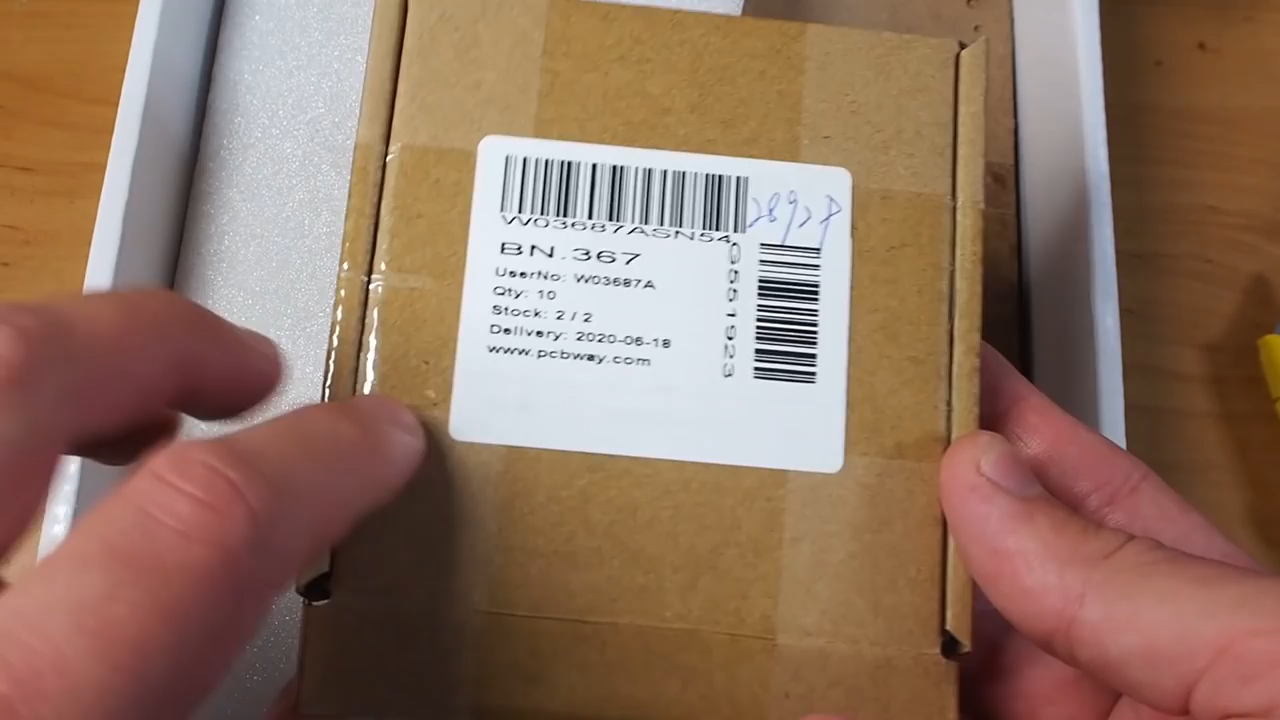 W03687ASN54
BN.367
UserNo: W03687A
Qty: 10
Stock: 2 / 2
Delivery: 2020-06-18
www.pcbway.com
G551923